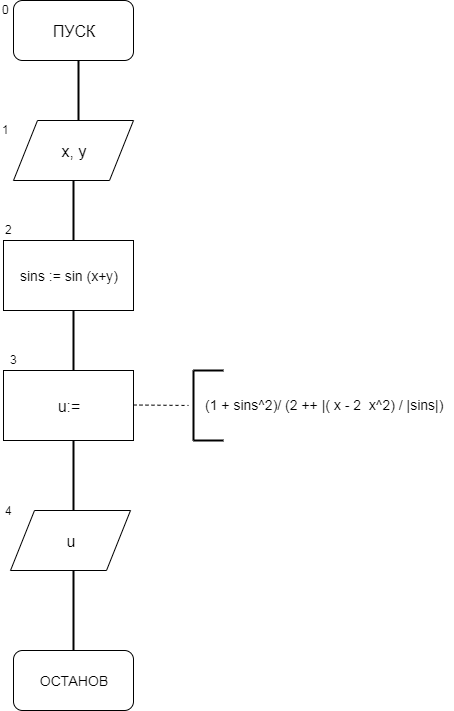 0
ПУСК
1
x, y
2
sins := sin (x+y)
3
u:=
(1 + sins^2)/ (2 ++ |( x - 2  x^2) / |sins|)
4
u
ОСТАНОВ